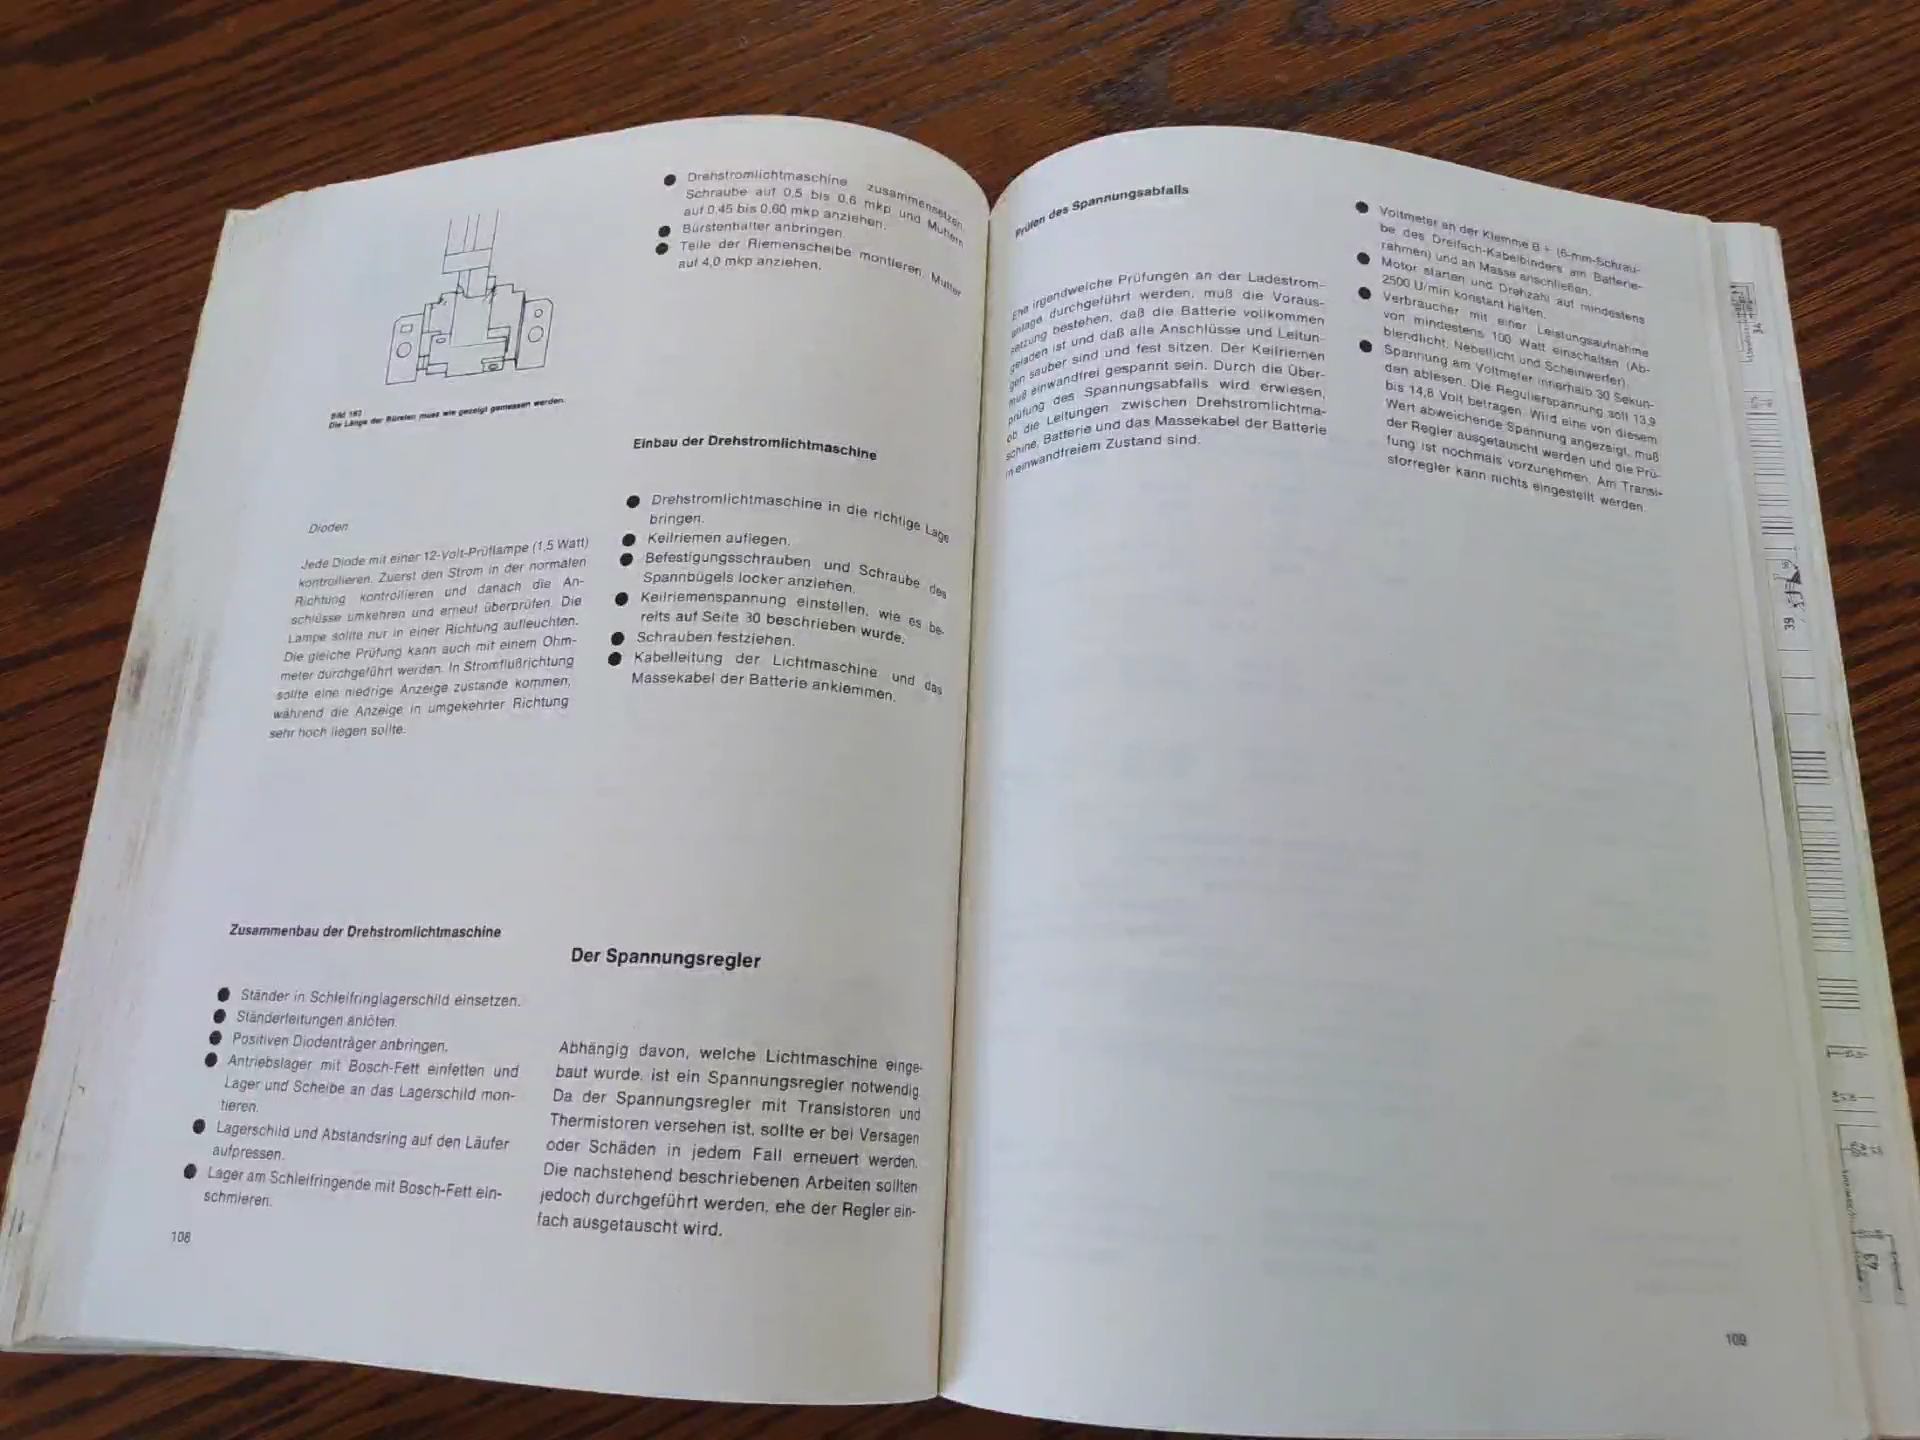 Bild 182
Die Länge der Bürsten muss wie gezeigt gemessen werden.
Dioden
Jede Diode mit einer 12-Volt-Prüflampe (1,5 Watt)
kontrollieren. Zuerst den Strom in der normalen
Richtung kontrollieren und danach die An-
schlüsse umkehren und erneut überprüfen. Die
Lampe sollte nur in einer Richtung aufleuchten.
Die gleiche Prüfung kann auch mit einem Ohm-
meter durchgeführt werden. In Stromflußrichtung
sollte eine niedrige Anzeige zustande kommen,
während die Anzeige in umgekehrter Richtung
sehr hoch liegen sollte.
Zusammenbau der Drehstromlichtmaschine
● Ständer in Schleifringlagerschild einsetzen.
● Ständerleitungen anlöten.
● Positiven Diodenträger anbringen.
● Antriebslager mit Bosch-Fett einfetten und
Lager und Scheibe an das Lagerschild mon-
tieren.
● Lagerschild und Abstandsring auf den Läufer
aufpressen.
● Lager am Schleifringende mit Bosch-Fett ein-
schmieren.
108
● Drehstromlichtmaschine zusammensetzen.
Schraube auf 0,5 bis 0,6 mkp und Muttern
auf 0,45 bis 0,60 mkp anziehen.
● Bürstenhalter anbringen.
● Teile der Riemenscheibe montieren. Mutter
auf 4,0 mkp anziehen.
Einbau der Drehstromlichtmaschine
● Drehstromlichtmaschine in die richtige Lage
bringen.
● Keilriemen auflegen.
● Befestigungsschrauben und Schraube des
Spannbügels locker anziehen.
● Keilriemenspannung einstellen, wie es be-
reits auf Seite 30 beschrieben wurde.
● Schrauben festziehen.
● Kabelleitung der Lichtmaschine und das
Massekabel der Batterie anklemmen.
Der Spannungsregler
Abhängig davon, welche Lichtmaschine einge-
baut wurde, ist ein Spannungsregler notwendig.
Da der Spannungsregler mit Transistoren und
Thermistoren versehen ist, sollte er bei Versagen
oder Schäden in jedem Fall erneuert werden.
Die nachstehend beschriebenen Arbeiten sollten
jedoch durchgeführt werden, ehe der Regler ein-
fach ausgetauscht wird.
Prüfen des Spannungsabfalls
Ehe irgendwelche Prüfungen an der Ladestrom-
anlage durchgeführt werden, muß die Voraus-
setzung bestehen, daß die Batterie vollkommen
geladen ist und daß alle Anschlüsse und Leitun-
gen sauber sind und fest sitzen. Der Keilriemen
muß einwandfrei gespannt sein. Durch die Über-
prüfung des Spannungsabfalls wird erwiesen,
ob die Leitungen zwischen Drehstromlichtma-
schine, Batterie und das Massekabel der Batterie
in einwandfreiem Zustand sind.
● Voltmeter an der Klemme B + (6-mm-Schrau-
be des Dreifach-Kabelbinders am Batterie-
rahmen) und an Masse anschließen.
● Motor starten und Drehzahl auf mindestens
2500 U/min konstant halten.
● Verbraucher mit einer Leistungsaufnahme
von mindestens 100 Watt einschalten (Ab-
blendlicht, Nebellicht und Scheinwerfer).
● Spannung am Voltmeter innerhalb 30 Sekun-
den ablesen. Die Regulierspannung soll 13,9
bis 14,8 Volt betragen. Wird eine von diesem
Wert abweichende Spannung angezeigt, muß
der Regler ausgetauscht werden und die Prü-
fung ist nochmals vorzunehmen. Am Transi-
storregler kann nichts eingestellt werden.
109
34
39
43